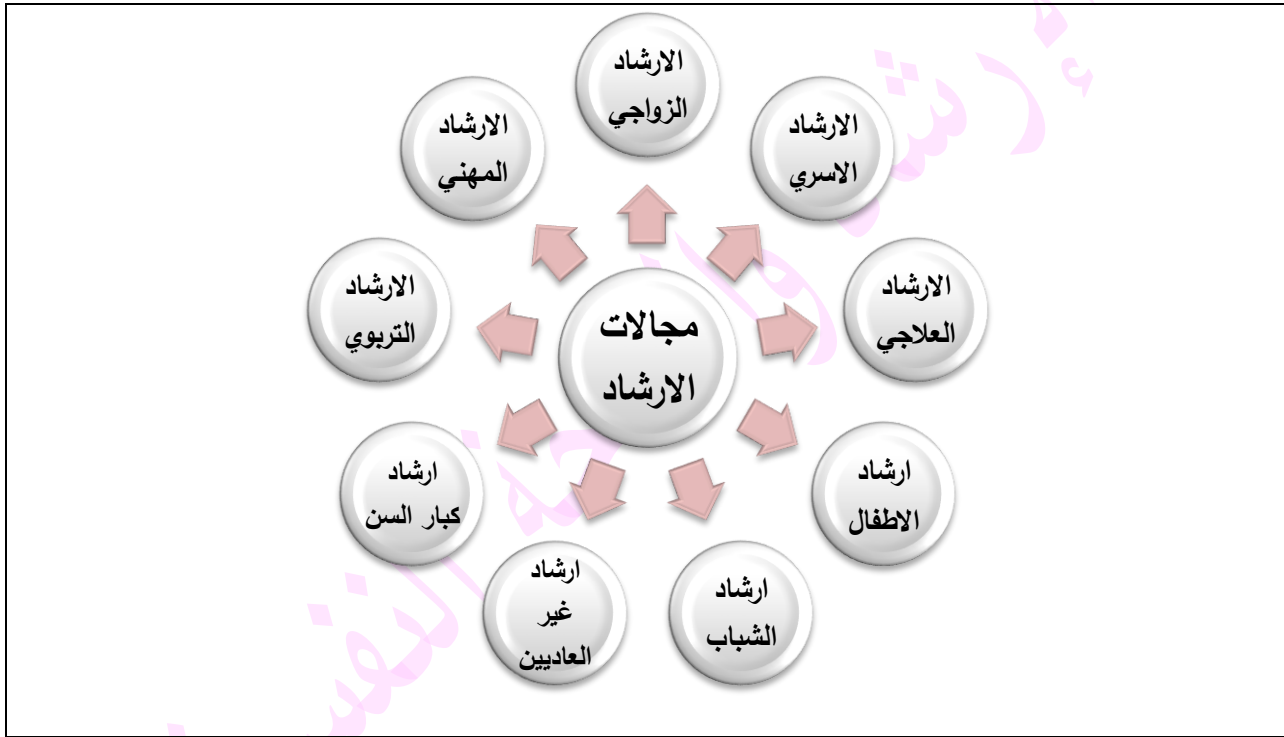 الارشاد
الزواجي
الارشاد
الاسري
الارشاد
العلاجي
ارشاد
الاطفال
ارشاد
الشباب
ارشاد
غير
العاديين
ارشاد
كبار السن
الارشاد
التربوي
الارشاد
المهني
مجالات
الارشاد